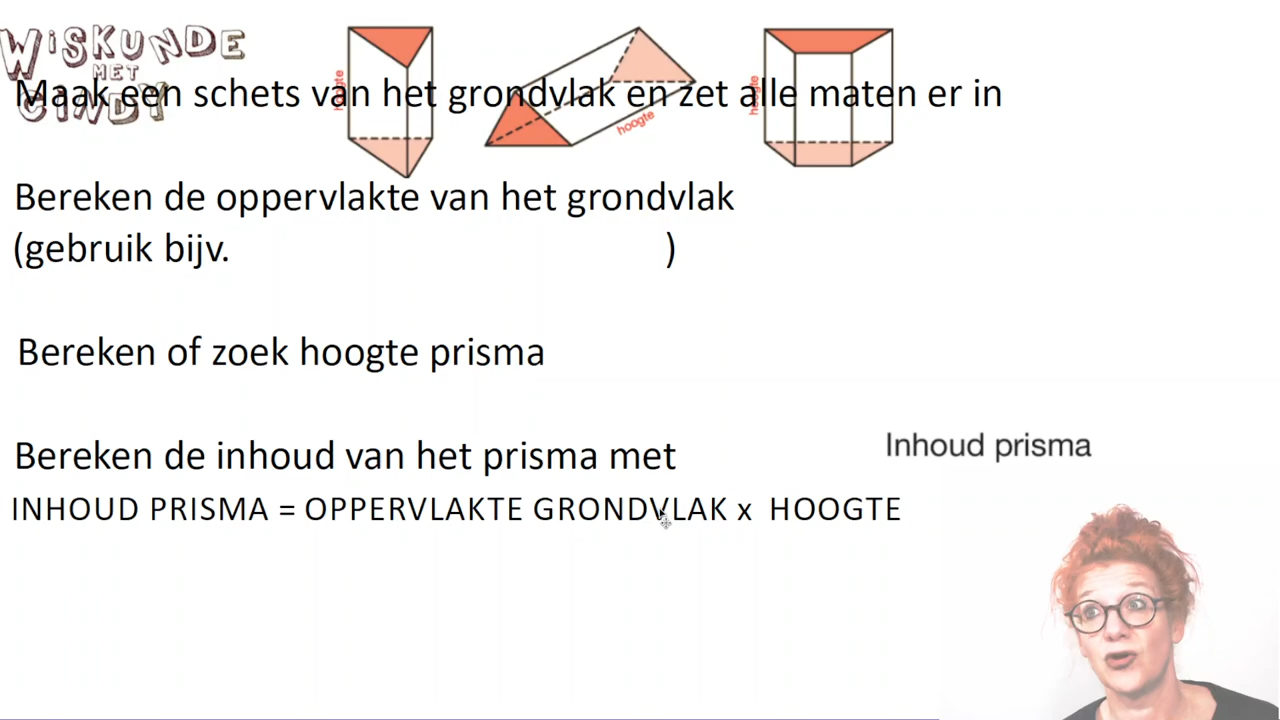 WiSKUNDE
MET
CiNDY
hoogte
hoogte
hoogte
Maak een schets van het grondvlak en zet alle maten er in
Bereken de oppervlakte van het grondvlak
(gebruik bijv. )
Bereken of zoek hoogte prisma
Bereken de inhoud van het prisma met
Inhoud prisma
INHOUD PRISMA = OPPERVLAKTE GRONDVLAK x HOOGTE